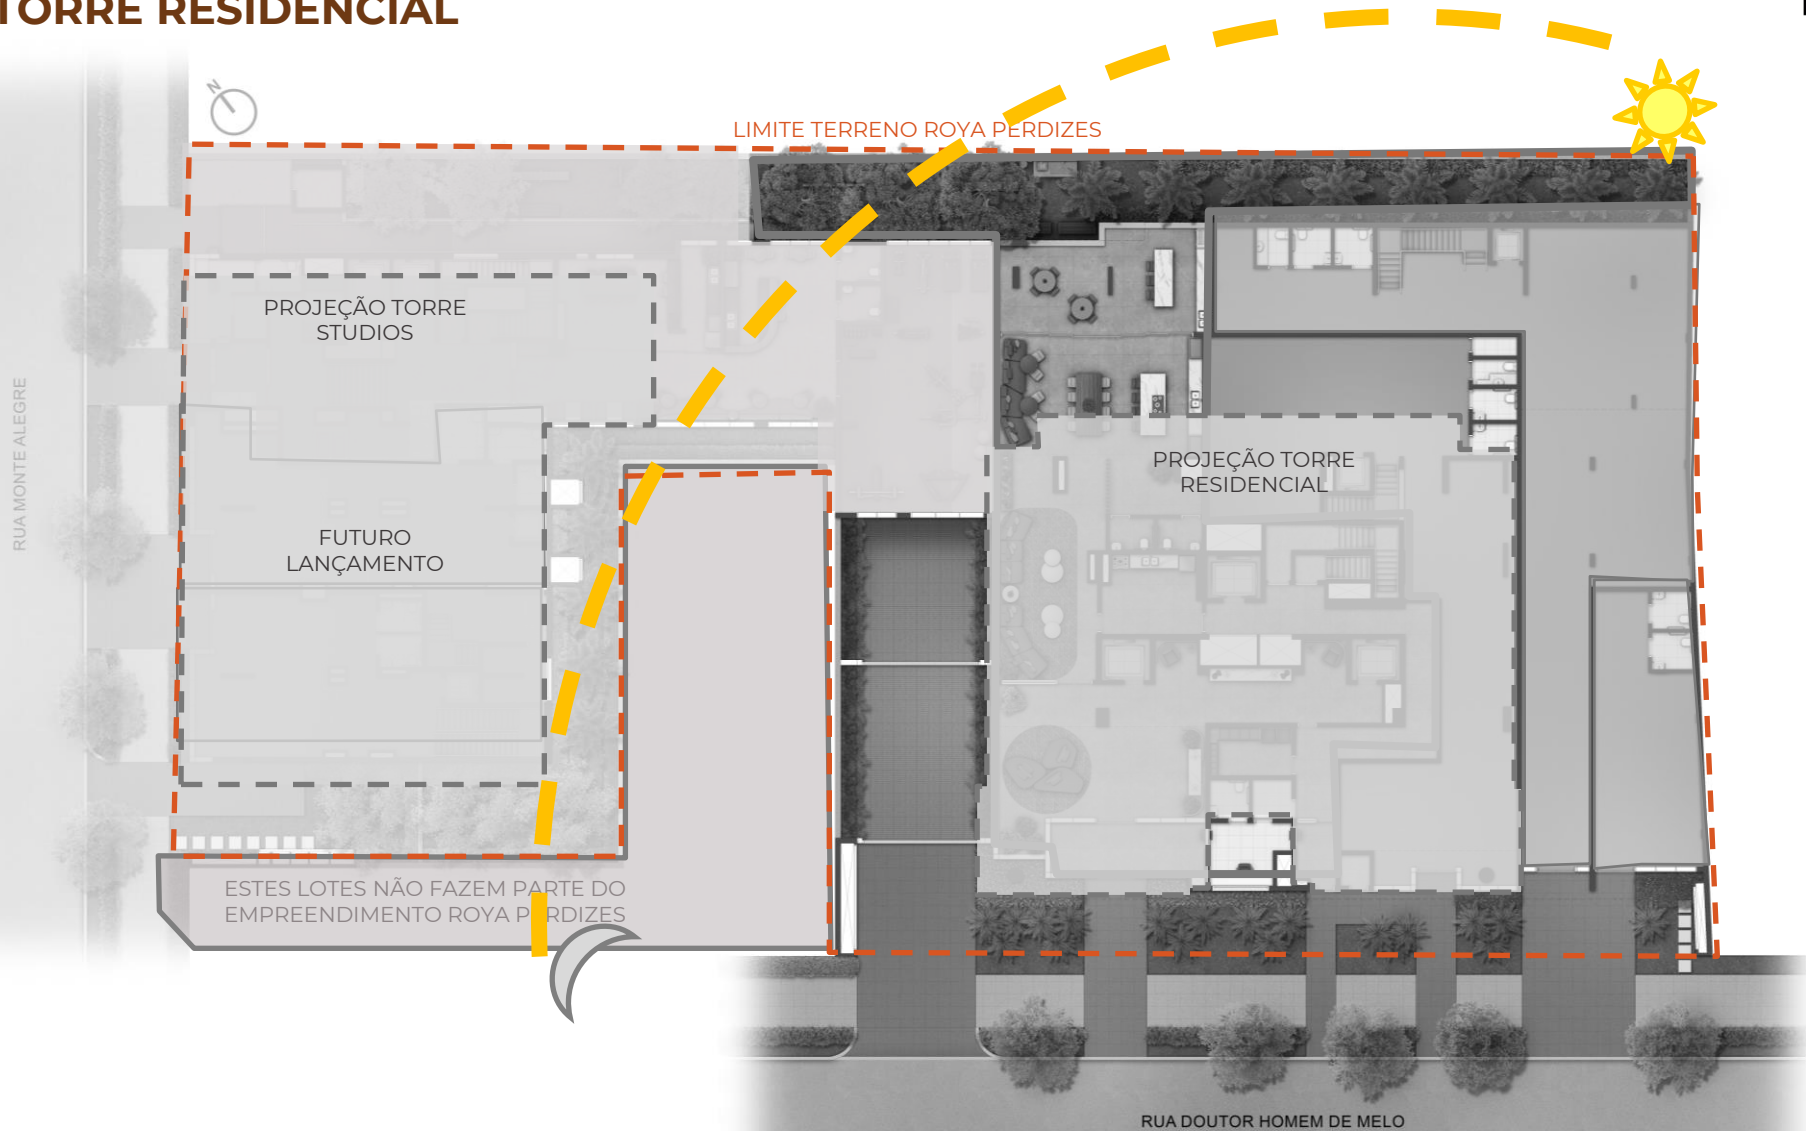 TORRE RESIDENCIAL
N
LIMITE TERRENO ROYA PERDIZES
PROJEÇÃO TORRE
STUDIOS
RUA MONTE ALEGRE
PROJEÇÃO TORRE
RESIDENCIAL
FUTURO
LANÇAMENTO
ESTES LOTES NÃO FAZEM PARTE DO
EMPREENDIMENTO ROYA PERDIZES
RUA DOUTOR HOMEM DE MELO